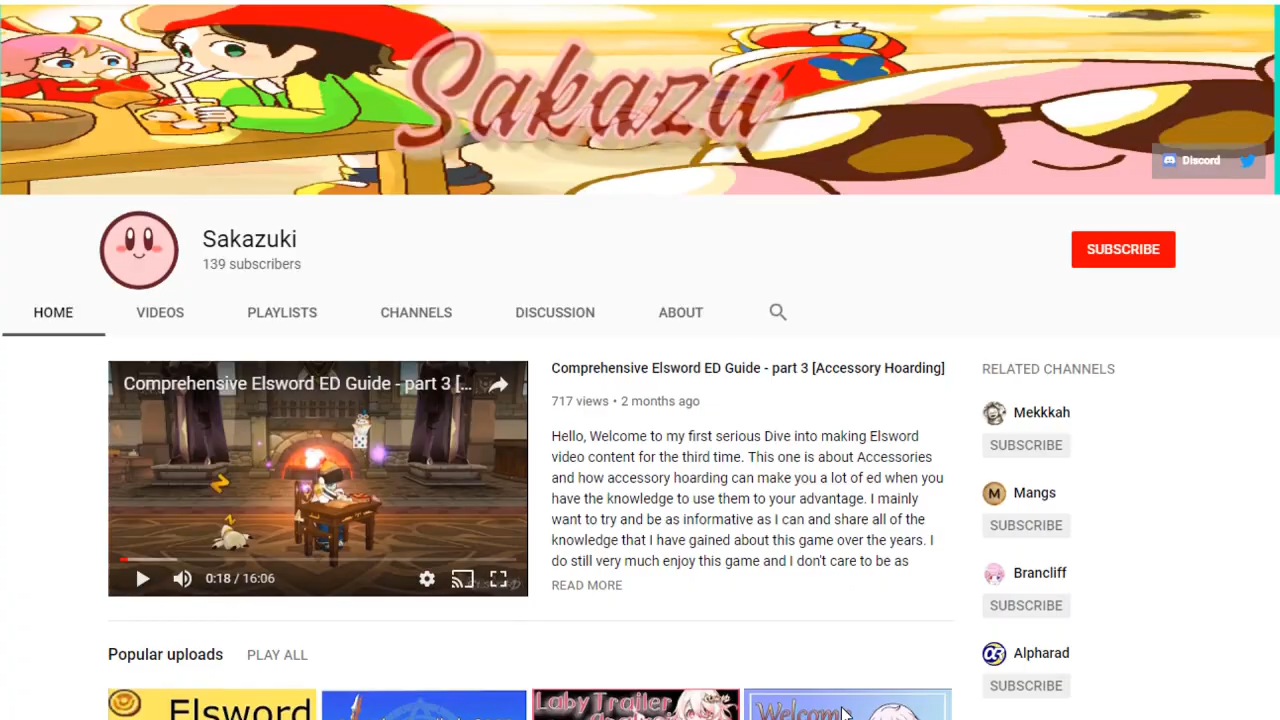 Sakazu
Discord
Sakazuki
139 subscribers
SUBSCRIBE
HOME
VIDEOS
PLAYLISTS
CHANNELS
DISCUSSION
ABOUT
Comprehensive Elsword ED Guide - part 3 [...
0:18 / 16:06
Comprehensive Elsword ED Guide - part 3 [Accessory Hoarding]
717 views • 2 months ago
Hello, Welcome to my first serious Dive into making Elsword
video content for the third time. This one is about Accessories
and how accessory hoarding can make you a lot of ed when you
have the knowledge to use them to your advantage. I mainly
want to try and be as informative as I can and share all of the
knowledge that I have gained about this game over the years. I
do still very much enjoy this game and I don't care to be as
READ MORE
RELATED CHANNELS
Mekkkah
SUBSCRIBE
M
Mangs
SUBSCRIBE
Brancliff
SUBSCRIBE
Alpharad
SUBSCRIBE
Popular uploads
PLAY ALL
Elsword
Laby Trailer
Welcom